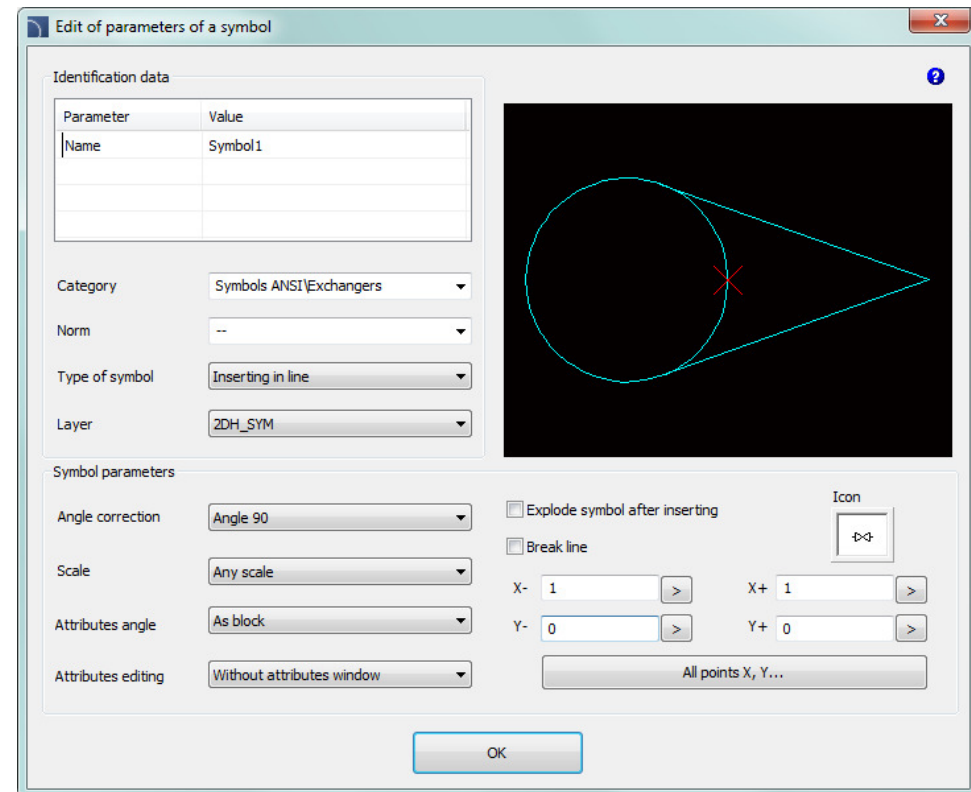 Edit of parameters of a symbol
Identification data
Parameter Value
Name Symbol1
Category Symbols ANSI\Exchangers
Norm --
Type of symbol Inserting in line
Layer 2DH_SYM
Symbol parameters
Angle correction Angle 90
Scale Any scale
Attributes angle As block
Attributes editing Without attributes window
Explode symbol after inserting
Icon
Break line
X- 1 > X+ 1 >
Y- 0 > Y+ 0 >
All points X, Y...
OK